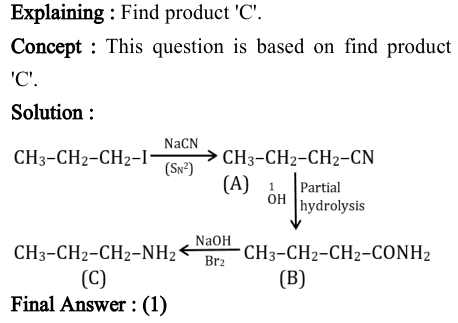 Explaining : Find product 'C'.
Concept : This question is based on find product
'C'.
Solution :
CH₃–CH₂–CH₂–I NaCN (SN²) CH₃–CH₂–CH₂–CN
(A) 1 OH Partial hydrolysis
CH₃–CH₂–CH₂–NH₂ NaOH Br₂ CH₃–CH₂–CH₂–CONH₂
(C) (B)
Final Answer : (1)